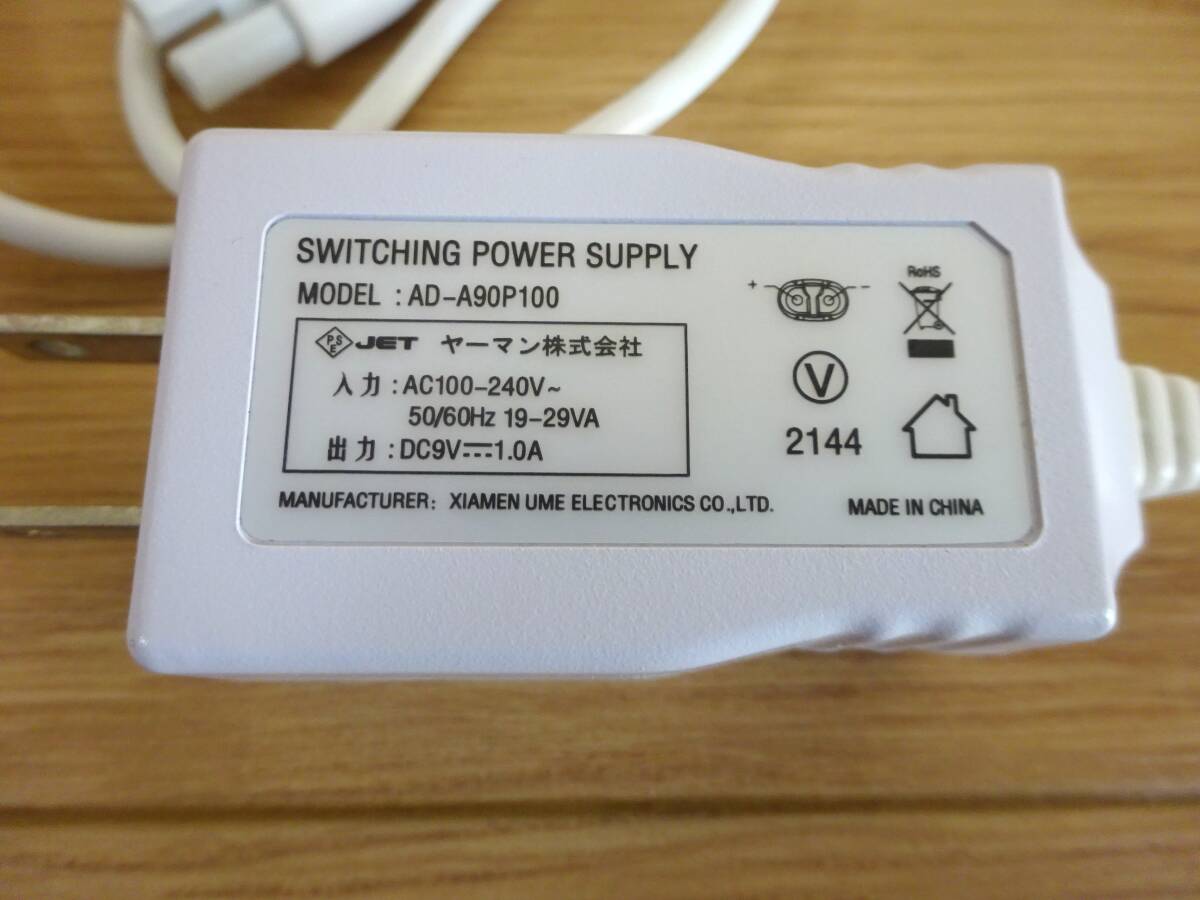 SWITCHING POWER SUPPLY
MODEL : AD-A90P100
PSE JET ヤーマン株式会社
入力 : AC100-240V~
50/60Hz 19-29VA
出力 : DC9V⎓1.0A
MANUFACTURER: XIAMEN UME ELECTRONICS CO.,LTD.
+ -
RoHS
V
2144
MADE IN CHINA